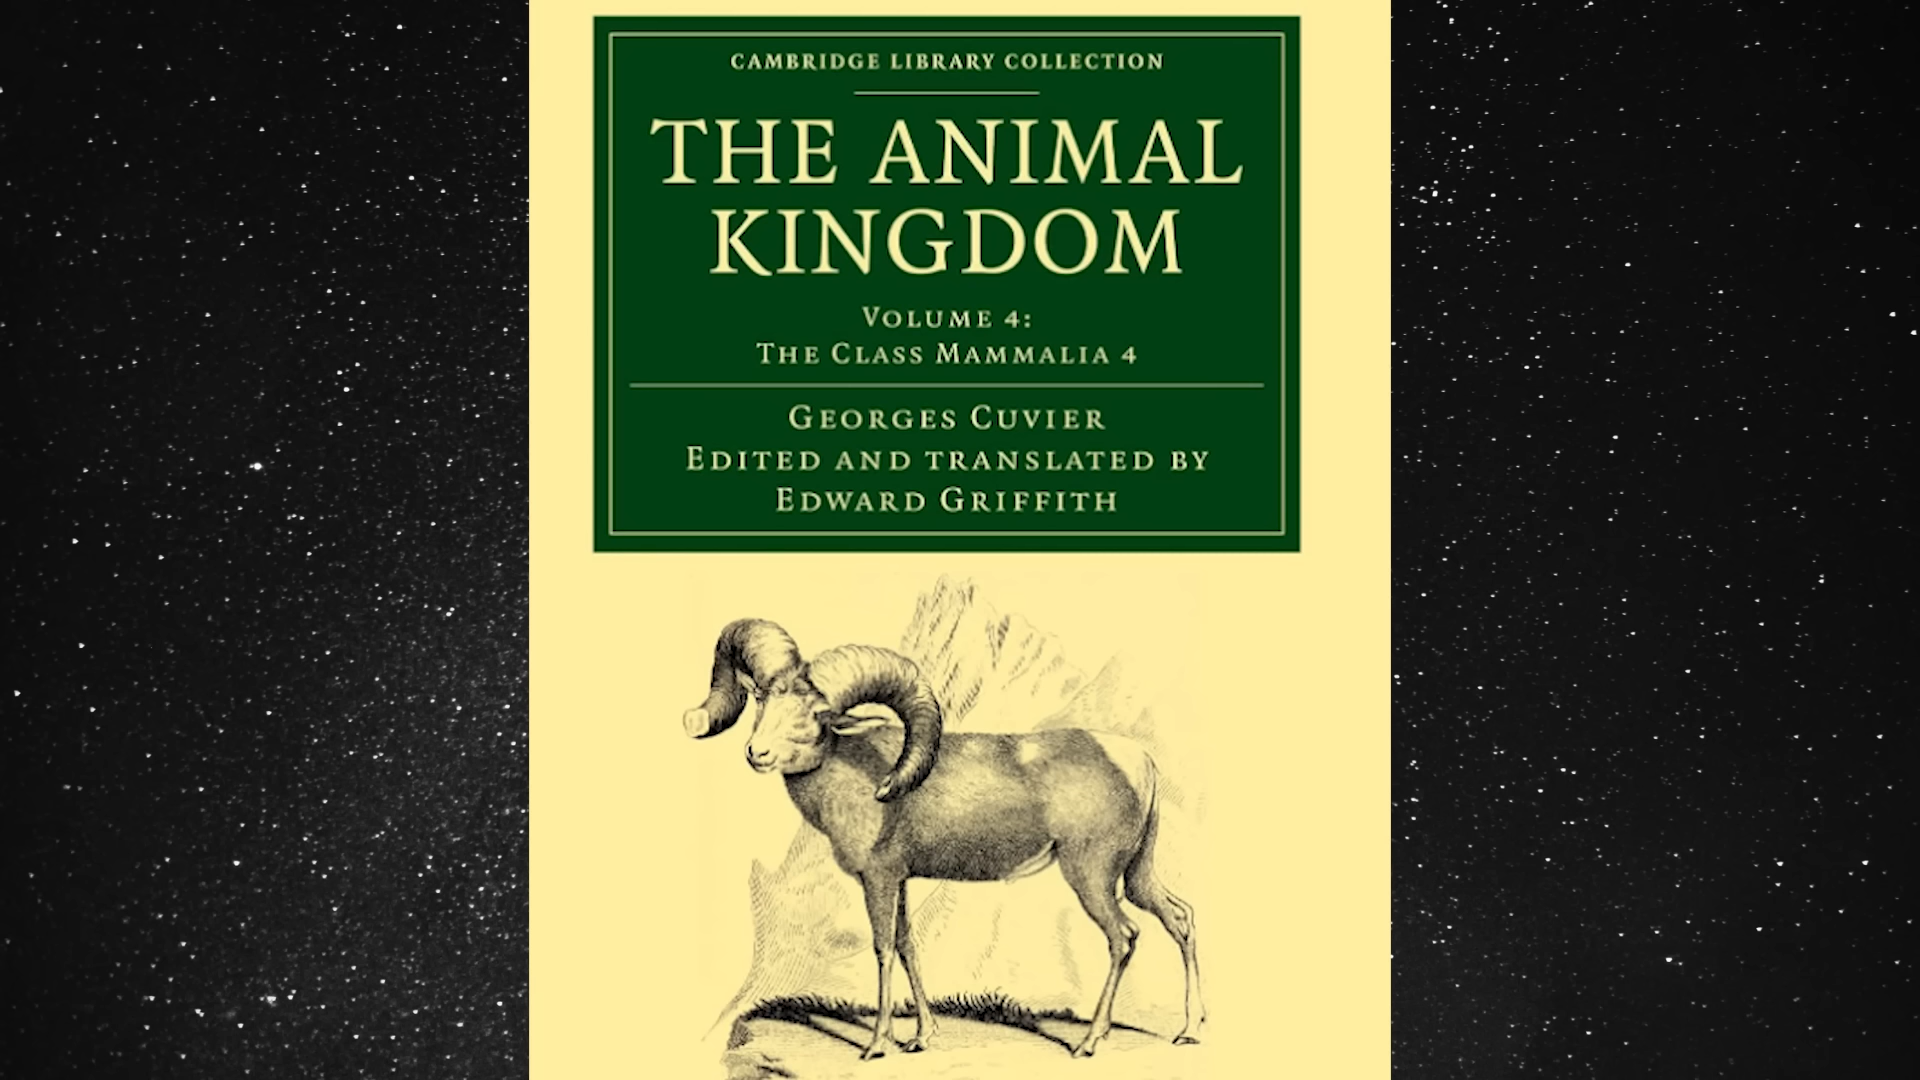 CAMBRIDGE LIBRARY COLLECTION
THE ANIMAL
KINGDOM
VOLUME 4:
THE CLASS MAMMALIA 4
GEORGES CUVIER
EDITED AND TRANSLATED BY
EDWARD GRIFFITH